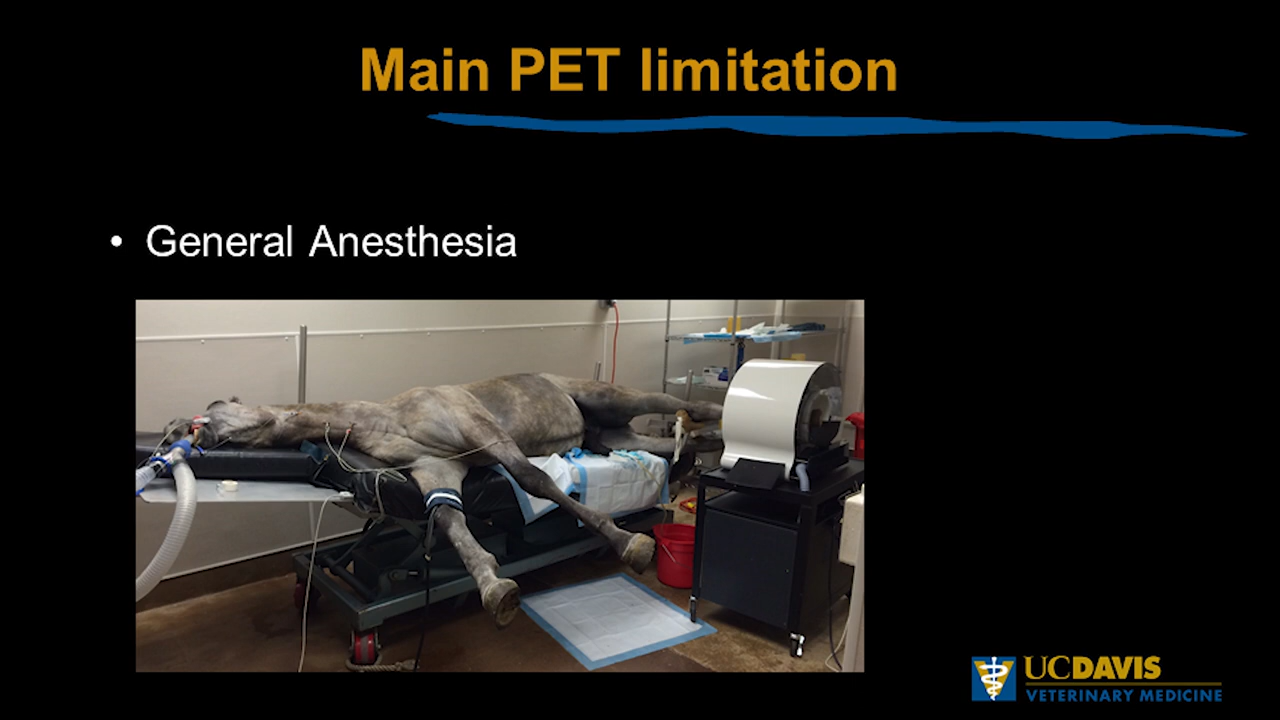 Main PET limitation
• General Anesthesia
UCDAVIS
VETERINARY MEDICINE